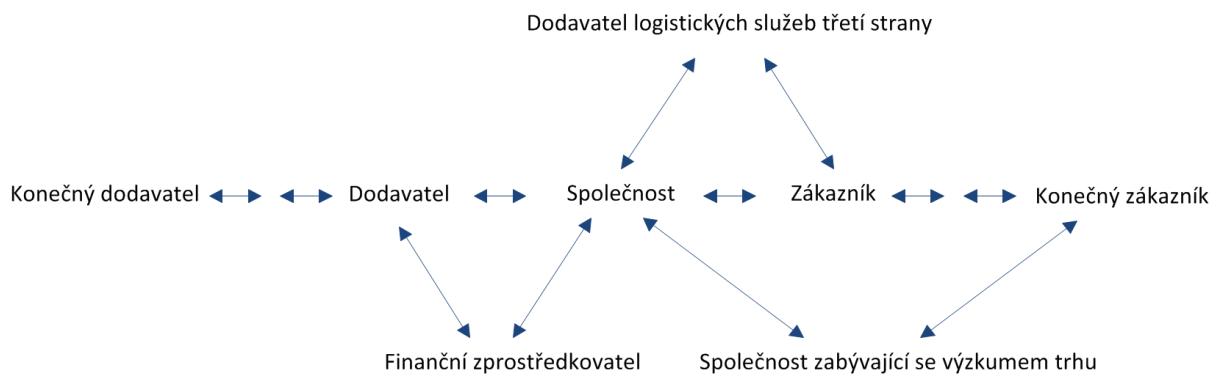 Dodavatel logistických služeb třetí strany
Konečný dodavatel
Dodavatel
Společnost
Zákazník
Konečný zákazník
Finanční zprostředkovatel
Společnost zabývající se výzkumem trhu